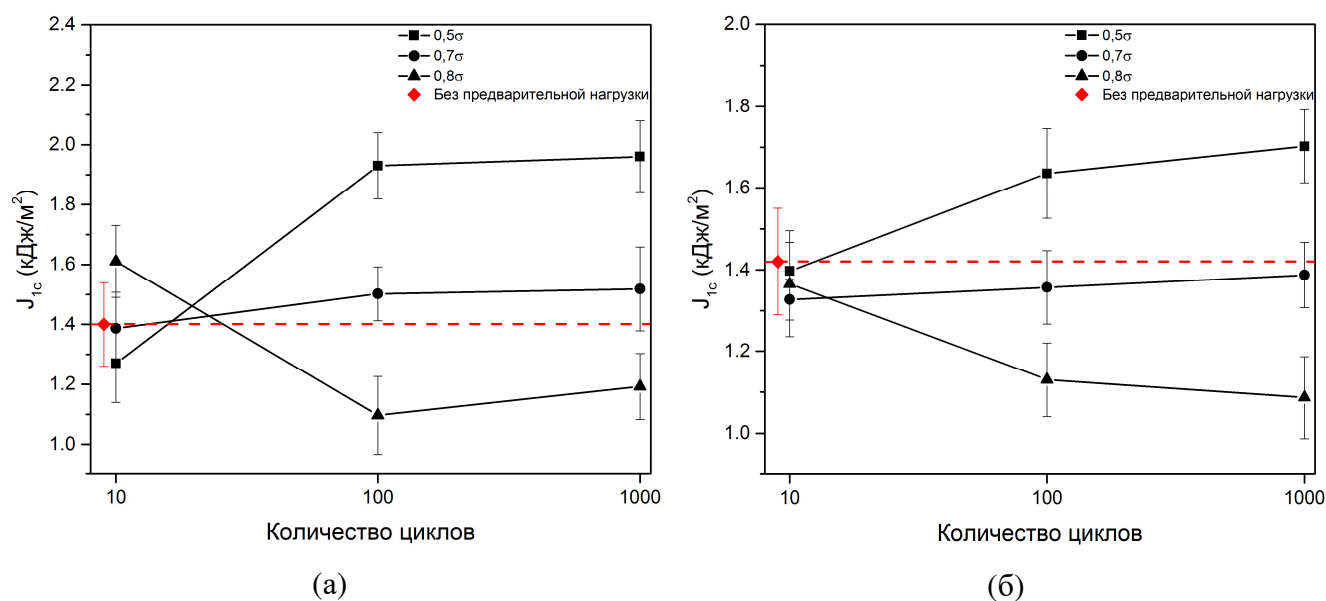 2.4
2.2
2.0
1.8
1.6
1.4
1.2
1.0
J1c (кДж/м²)
0,5σ
0,7σ
0,8σ
Без предварительной нагрузки
10 100 1000
Количество циклов
(а)
2.0
1.8
1.6
1.4
1.2
1.0
J1c (кДж/м²)
0,5σ
0,7σ
0,8σ
Без предварительной нагрузки
10 100 1000
Количество циклов
(б)